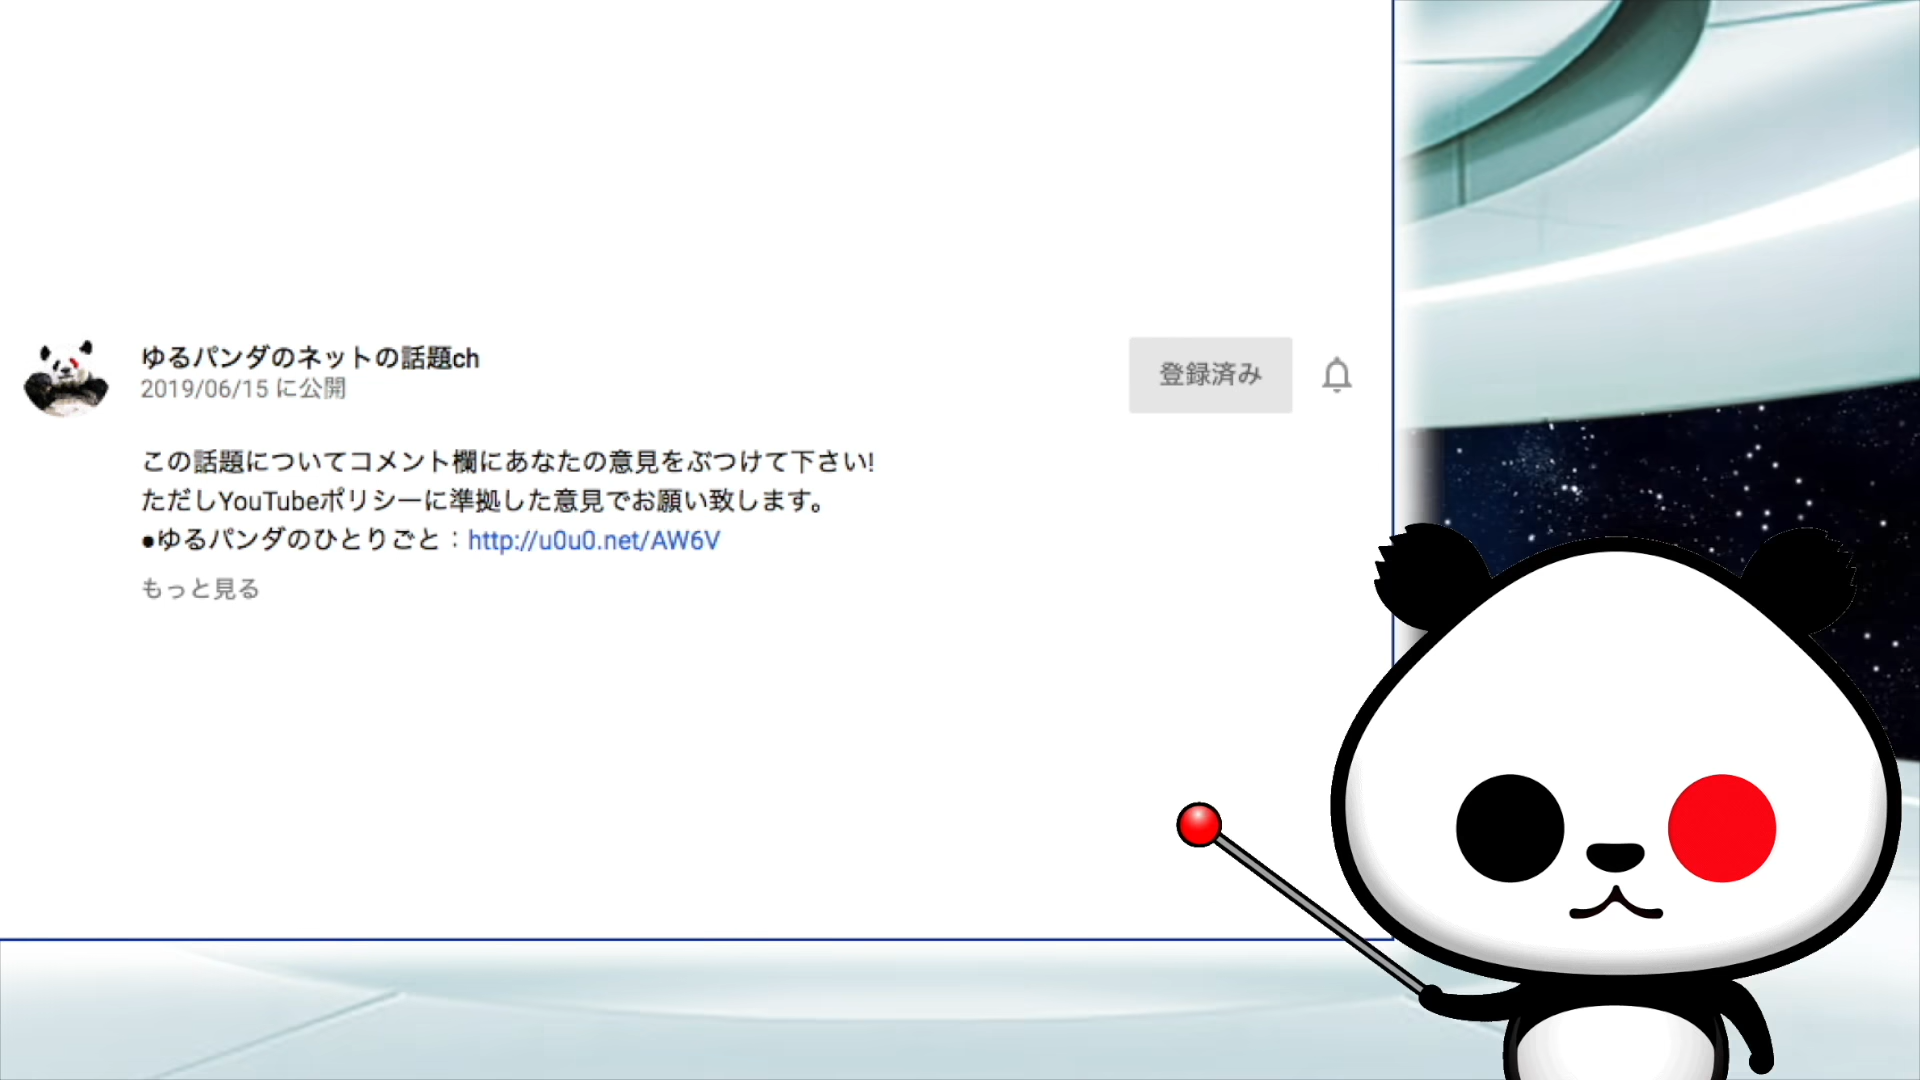 ゆるパンダのネットの話題ch
2019/06/15 に公開
登録済み
この話題についてコメント欄にあなたの意見をぶつけて下さい!
ただしYouTubeポリシーに準拠した意見でお願い致します。
●ゆるパンダのひとりごと：http://u0u0.net/AW6V
もっと見る